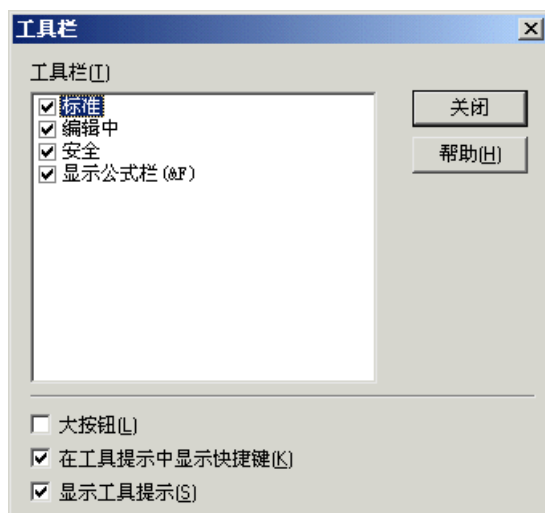 工具栏
工具栏(T)
标准
编辑中
安全
显示公式栏(&F)
关闭
帮助(H)
大按钮(L)
在工具提示中显示快捷键(K)
显示工具提示(S)